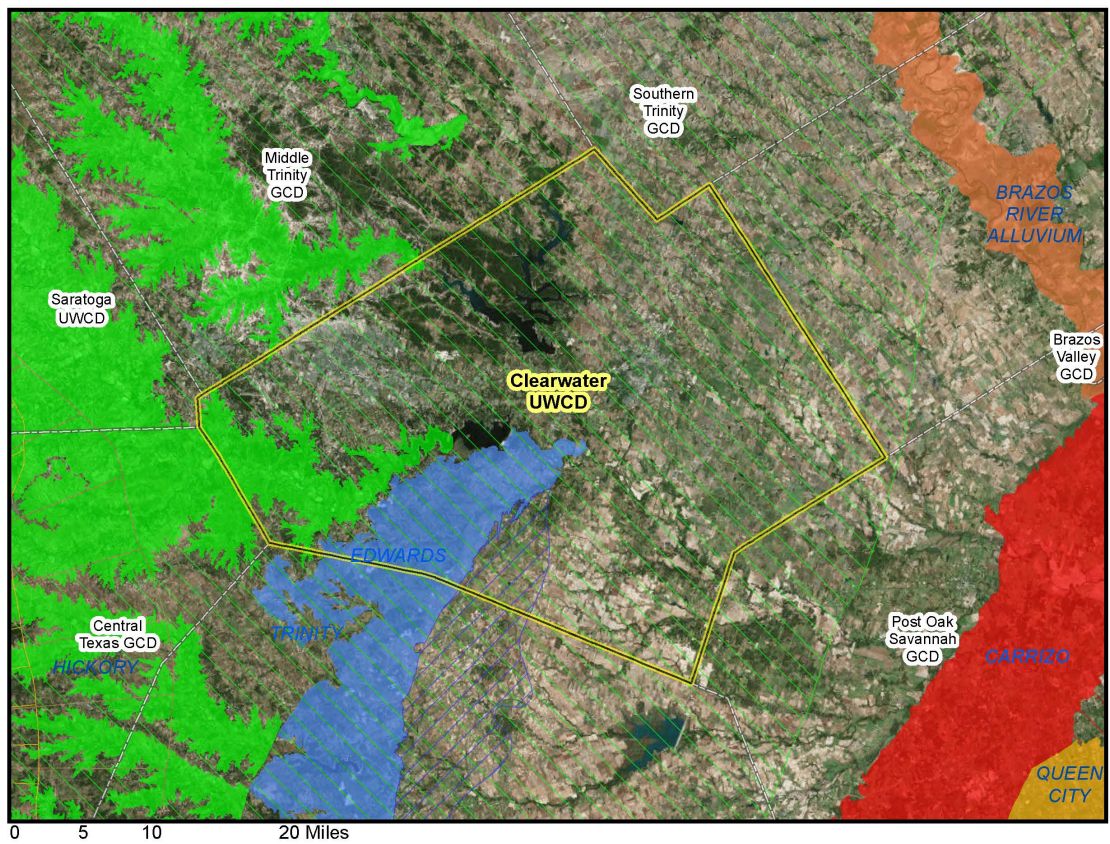 Southern
Trinity
GCD
Middle
Trinity
GCD
BRAZOS
RIVER
ALLUVIUM
Saratoga
UWCD
Brazos
Valley
GCD
Clearwater
UWCD
EDWARDS
TRINITY
Central
Texas GCD
HICKORY
Post Oak
Savannah
GCD
CARRIZO
QUEEN
CITY
0 5 10 20 Miles